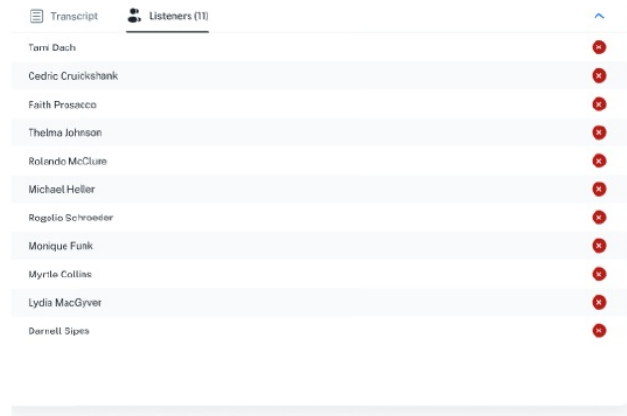 Transcript Listeners (11)
Tami Dach
Cedric Cruickshank
Faith Prosacco
Thelma Johnson
Rolando McClure
Michael Heller
Rogelio Schroeder
Monique Funk
Myrtle Collins
Lydia MacGyver
Darnell Sipes